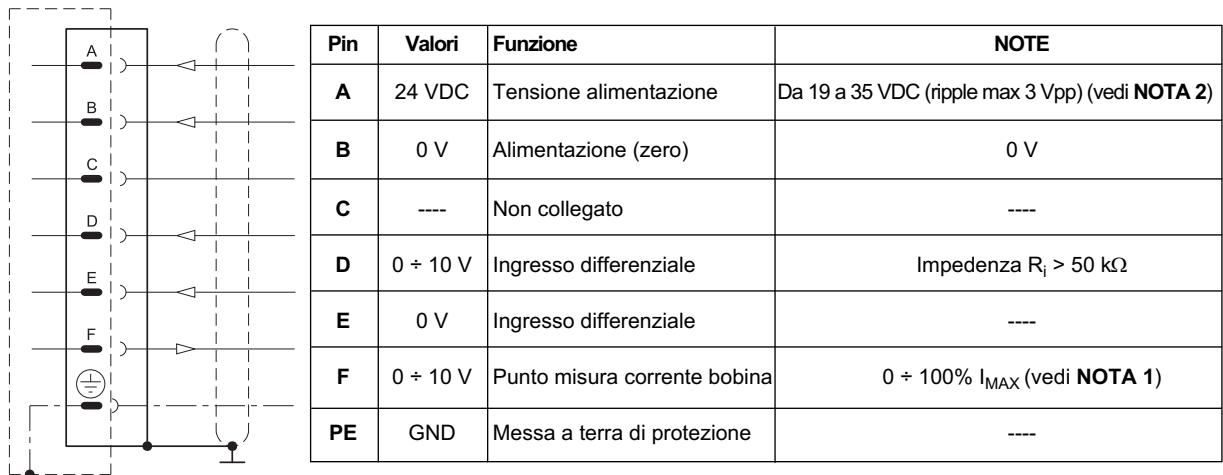 A
B
C
D
E
F
Pin Valori Funzione NOTE
A 24 VDC Tensione alimentazione Da 19 a 35 VDC (ripple max 3 Vpp) (vedi NOTA 2)
B 0 V Alimentazione (zero) 0 V
C ---- Non collegato ----
D 0 ÷ 10 V Ingresso differenziale Impedenza Ri > 50 kΩ
E 0 V Ingresso differenziale ----
F 0 ÷ 10 V Punto misura corrente bobina 0 ÷ 100% IMAX (vedi NOTA 1)
PE GND Messa a terra di protezione ----